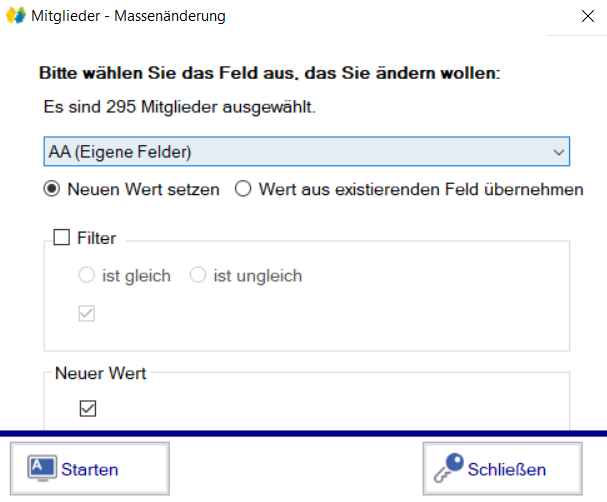 Mitglieder - Massenänderung
Bitte wählen Sie das Feld aus, das Sie ändern wollen:
Es sind 295 Mitglieder ausgewählt.
AA (Eigene Felder)
Neuen Wert setzen Wert aus existierenden Feld übernehmen
Filter
ist gleich ist ungleich
Neuer Wert
A Starten Schließen